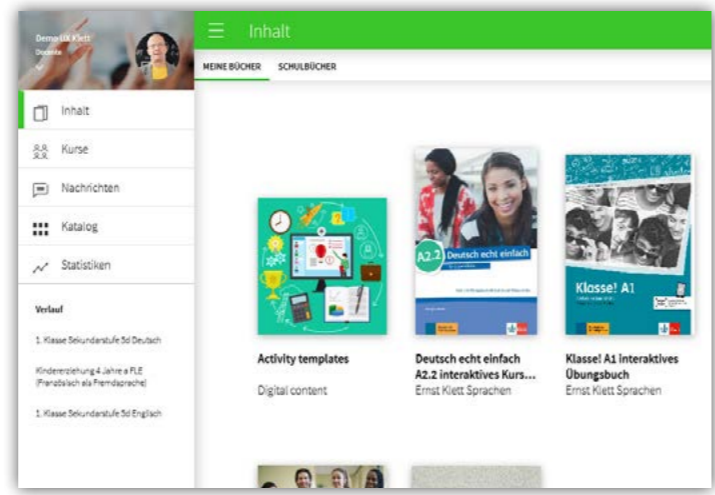 Demo UX Klett
Docente
Inhalt
MEINE BÜCHER SCHULBÜCHER
Inhalt
Kurse
Nachrichten
Katalog
Statistiken
Verlauf
1. Klasse Sekundarstufe 5d Deutsch
Kindererziehung 4 Jahre a FLE
(Französisch als Fremdsprache)
1. Klasse Sekundarstufe 5d Englisch
A2.2
Deutsch echt einfach
Klasse! A1
Activity templates
Digital content
Deutsch echt einfach
A2.2 interaktives Kurs...
Ernst Klett Sprachen
Klasse! A1 interaktives
Übungsbuch
Ernst Klett Sprachen